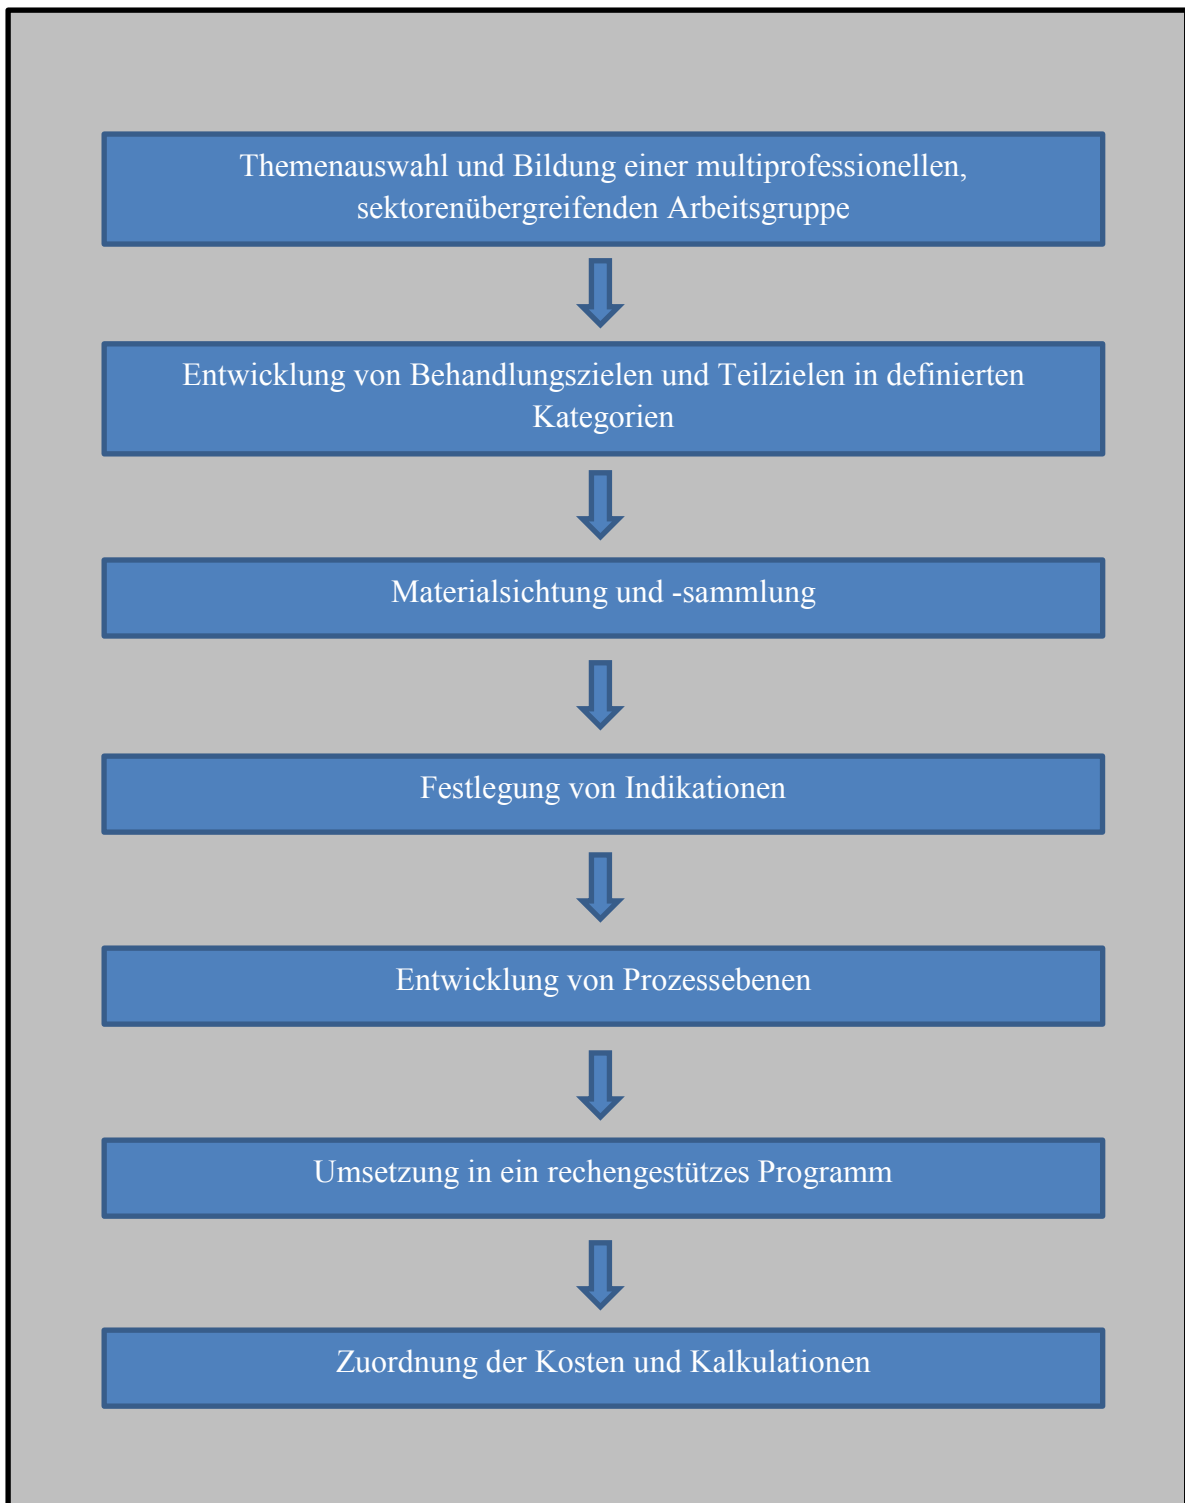 Themenauswahl und Bildung einer multiprofessionellen,
sektorenübergreifenden Arbeitsgruppe
Entwicklung von Behandlungszielen und Teilzielen in definierten
Kategorien
Materialsichtung und -sammlung
Festlegung von Indikationen
Entwicklung von Prozessebenen
Umsetzung in ein rechengestützes Programm
Zuordnung der Kosten und Kalkulationen